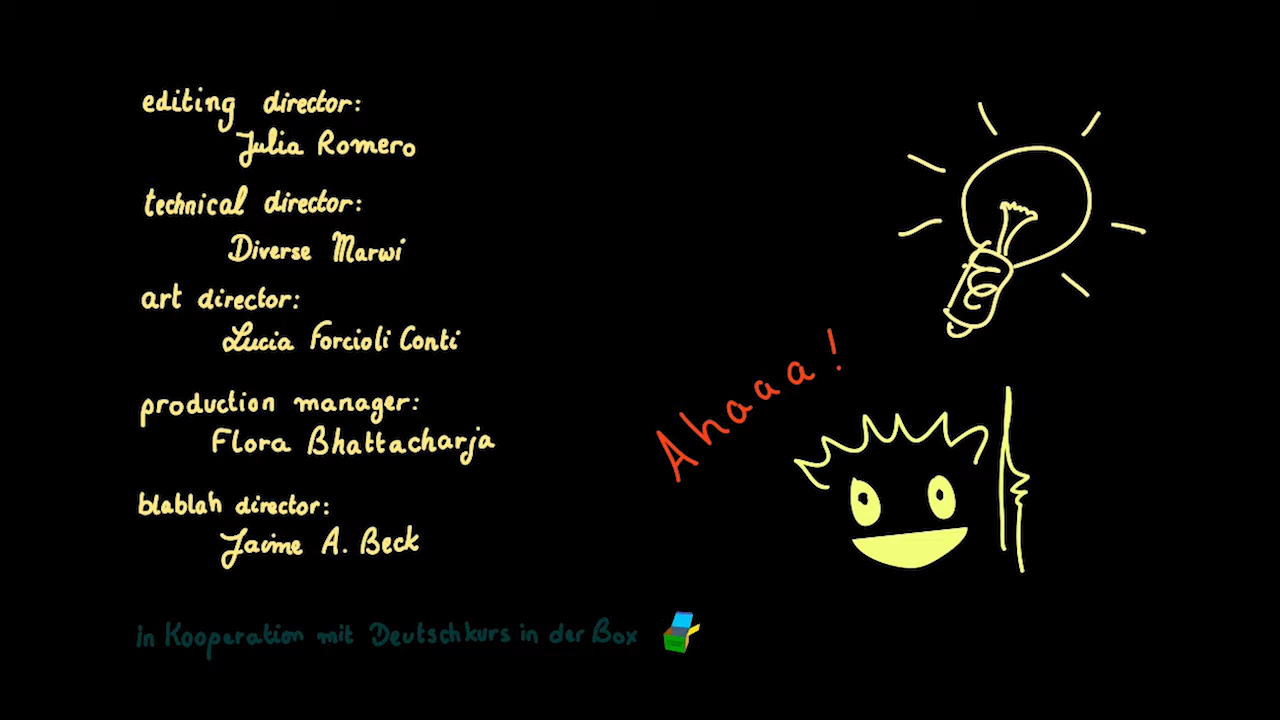 editing director:
Julia Romero
technical director:
Diverse Marwi
art director:
Lucia Forcioli Conti
production manager:
Flora Bhattacharja
blablah director:
Jaime A. Beck
Ahaaa!
in Kooperation mit Deutschkurs in der Box